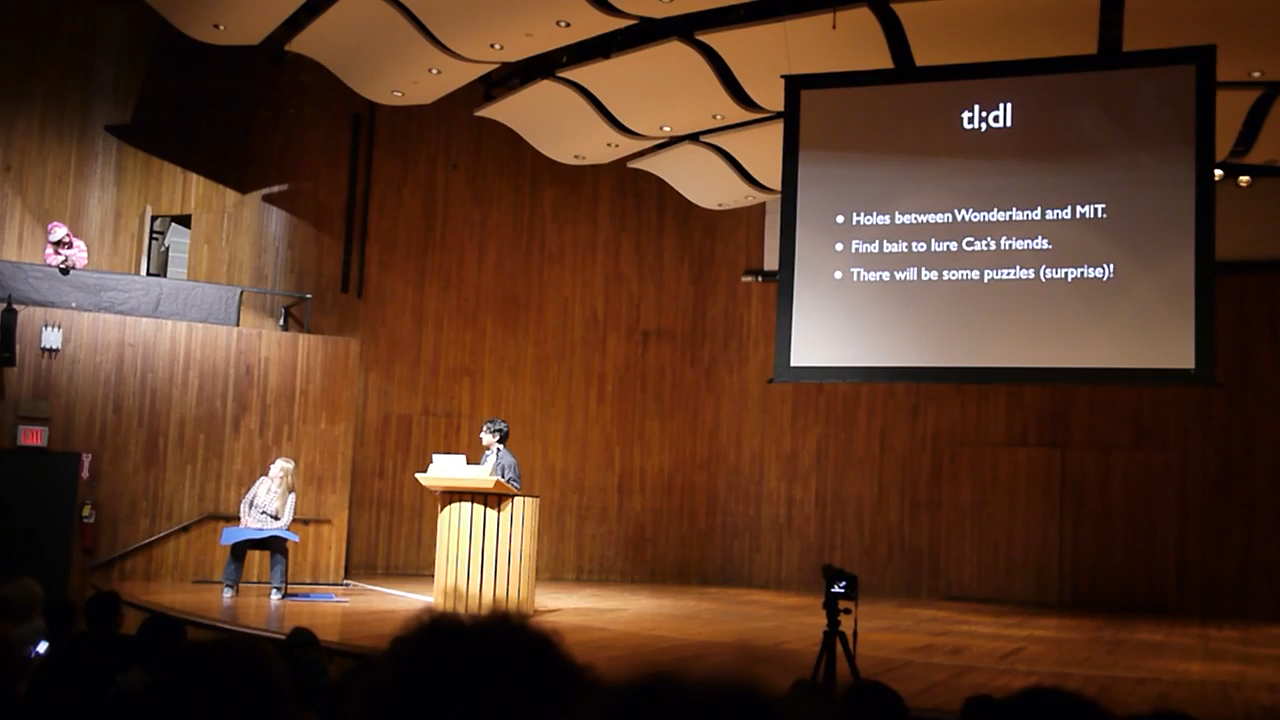 tl;dl
Holes between Wonderland and MIT.
Find bait to lure Cat's friends.
There will be some puzzles (surprise)!
EXIT